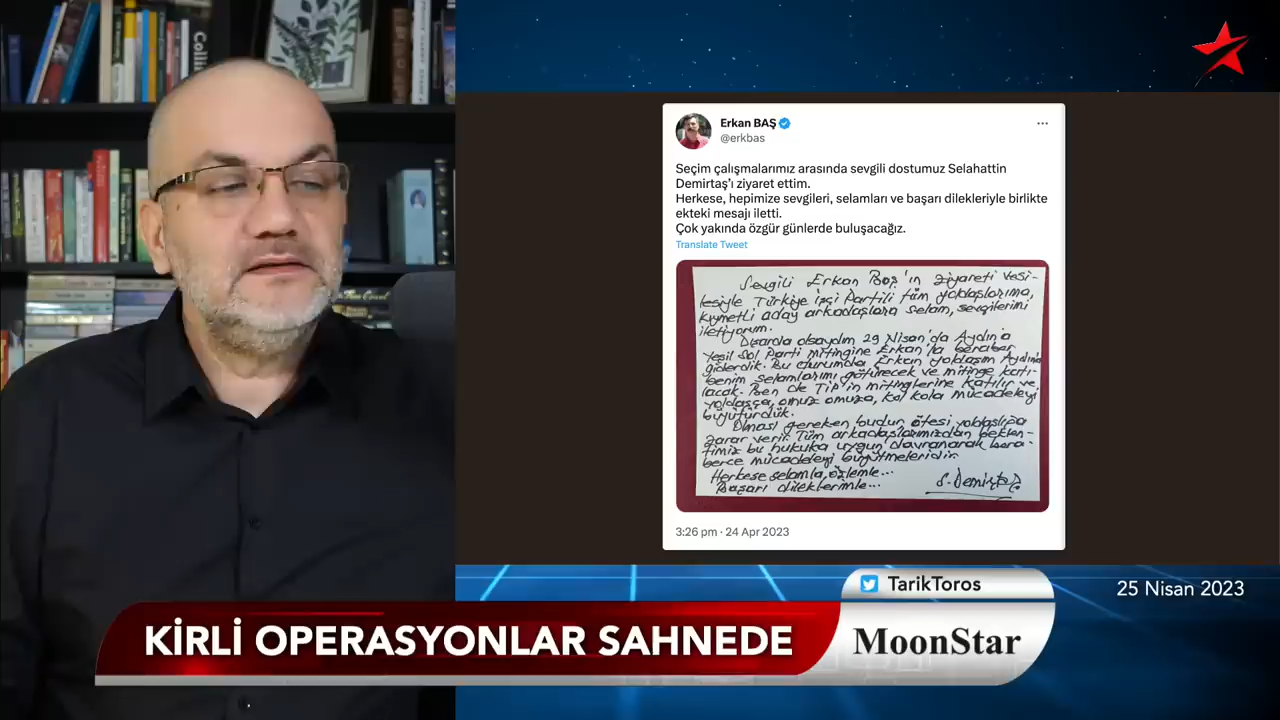 Collin
Erkan BAŞ
@erkbas
Seçim çalışmalarımız arasında sevgili dostumuz Selahattin
Demirtaş'ı ziyaret ettim.
Herkese, hepimize sevgileri, selamları ve başarı dilekleriyle birlikte
ekteki mesajı iletti.
Çok yakında özgür günlerde buluşacağız.
Translate Tweet
Sevgili Erkan Baş'ın ziyareti vesi-
lesiyle Türkiye İşçi Partili tüm yoldaşlarıma,
kıymetli aday arkadaşlara selam, sevgilerimi
iletiyorum.
Dışarda olsaydım 29 Nisan'da Aydın'a
Yeşil Sol Parti mitingine Erkan'la beraber
giderdik. Bu durumda Erkan yoldaşım Aydın'a
benim selamlarımı götürecek ve mitinge katı-
lacak. Ben de TİP'in mitinglerine katılır ve
yoldaşça, omuz omuza, kol kola mücadeleyi
büyütürdük.
Olması gereken budur, ötesi yoldaşlığa
zarar verir. Tüm arkadaşlarımızdan beklen-
timiz bu hukuka uygun davranarak bera-
berce mücadeleyi büyütmeleridir.
Herkese selamla, özlemle...
Başarı dileklerimle...
S. Demirtaş
3:26 pm · 24 Apr 2023
TarikToros
25 Nisan 2023
KİRLİ OPERASYONLAR SAHNEDE
MoonStar